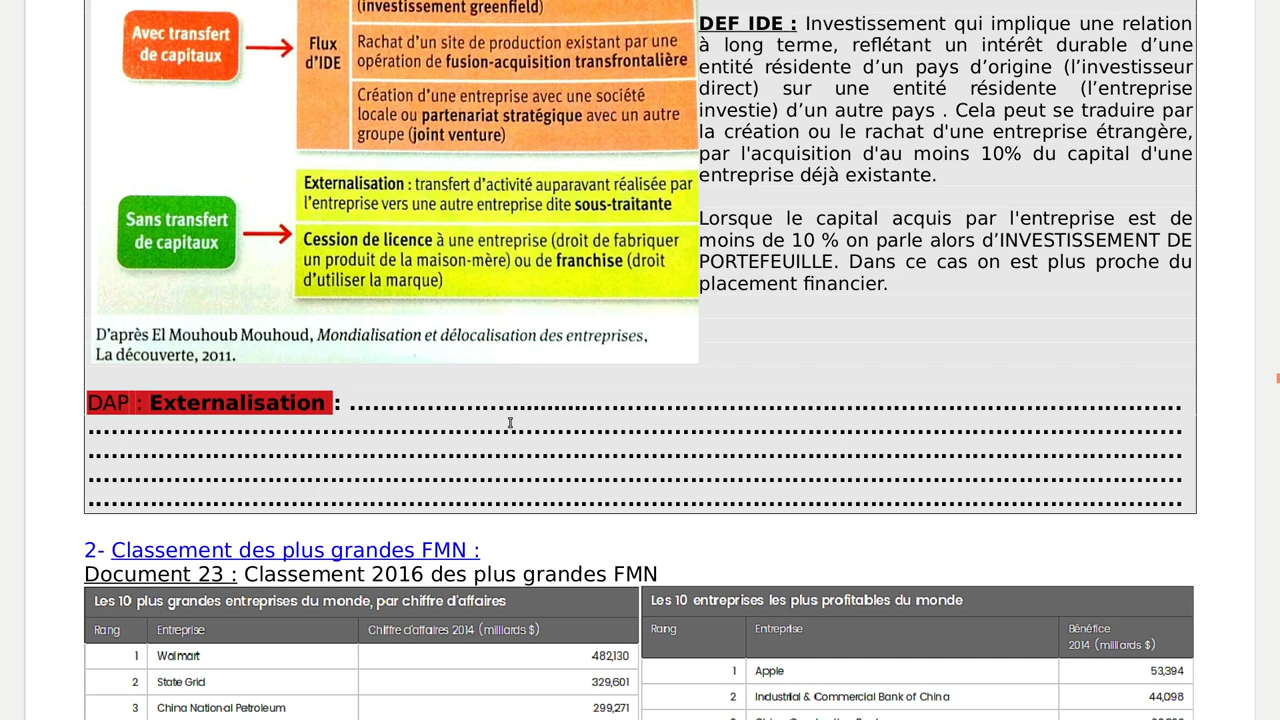 (investissement greenfield)
Avec transfert
de capitaux
Flux
d'IDE
Rachat d'un site de production existant par une
opération de fusion-acquisition transfrontalière
Création d'une entreprise avec une société
locale ou partenariat stratégique avec un autre
groupe (joint venture)
Sans transfert
de capitaux
Externalisation : transfert d'activité auparavant réalisée par
l'entreprise vers une autre entreprise dite sous-traitante
Cession de licence à une entreprise (droit de fabriquer
un produit de la maison-mère) ou de franchise (droit
d'utiliser la marque)
D'après El Mouhoub Mouhoud, Mondialisation et délocalisation des entreprises,
La découverte, 2011.
DEF IDE : Investissement qui implique une relation
à long terme, reflétant un intérêt durable d'une
entité résidente d'un pays d'origine (l'investisseur
direct) sur une entité résidente (l'entreprise
investie) d'un autre pays . Cela peut se traduire par
la création ou le rachat d'une entreprise étrangère,
par l'acquisition d'au moins 10% du capital d'une
entreprise déjà existante.
Lorsque le capital acquis par l'entreprise est de
moins de 10 % on parle alors d'INVESTISSEMENT DE
PORTEFEUILLE. Dans ce cas on est plus proche du
placement financier.
DAP : Externalisation : ..........
2- Classement des plus grandes FMN :
Document 23 : Classement 2016 des plus grandes FMN
Les 10 plus grandes entreprises du monde, par chiffre d'affaires
Rang Entreprise Chiffre d'affaires 2014 (milliards $)
1 Walmart 482,130
2 State Grid 329,601
3 China National Petroleum 299,271
Les 10 entreprises les plus profitables du monde
Rang Entreprise Bénéfice
2014 (milliards $)
1 Apple 53,394
2 Industrial & Commercial Bank of China 44,098